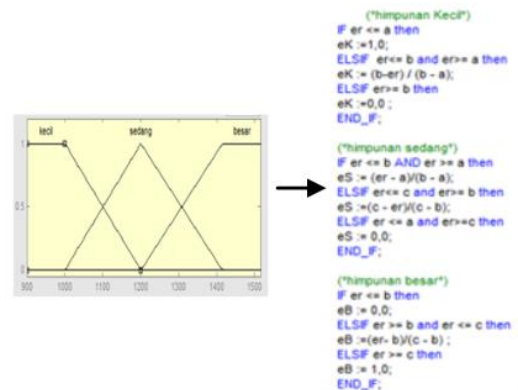 kecil sedang besar
1
0.5
0
900 1000 1100 1200 1300 1400 1500
(*himpunan Kecil*)
IF er <= a then
eK :=1,0;
ELSIF er<= b and er>= a then
eK := (b-er) / (b - a);
ELSIF er>= b then
eK :=0,0 ;
END_IF;
(*himpunan sedang*)
IF er <= b AND er >= a then
eS := (er - a)/(b - a);
ELSIF er<= c and er>= b then
eS :=(c - er)/(c - b);
ELSIF er <= a and er>=c then
eS := 0,0;
END_IF;
(*himpunan besar*)
IF er <= b then
eB := 0,0;
ELSIF er >= b and er <= c then
eB :=(er- b)/(c - b) ;
ELSIF er >= c then
eB := 1,0;
END_IF;